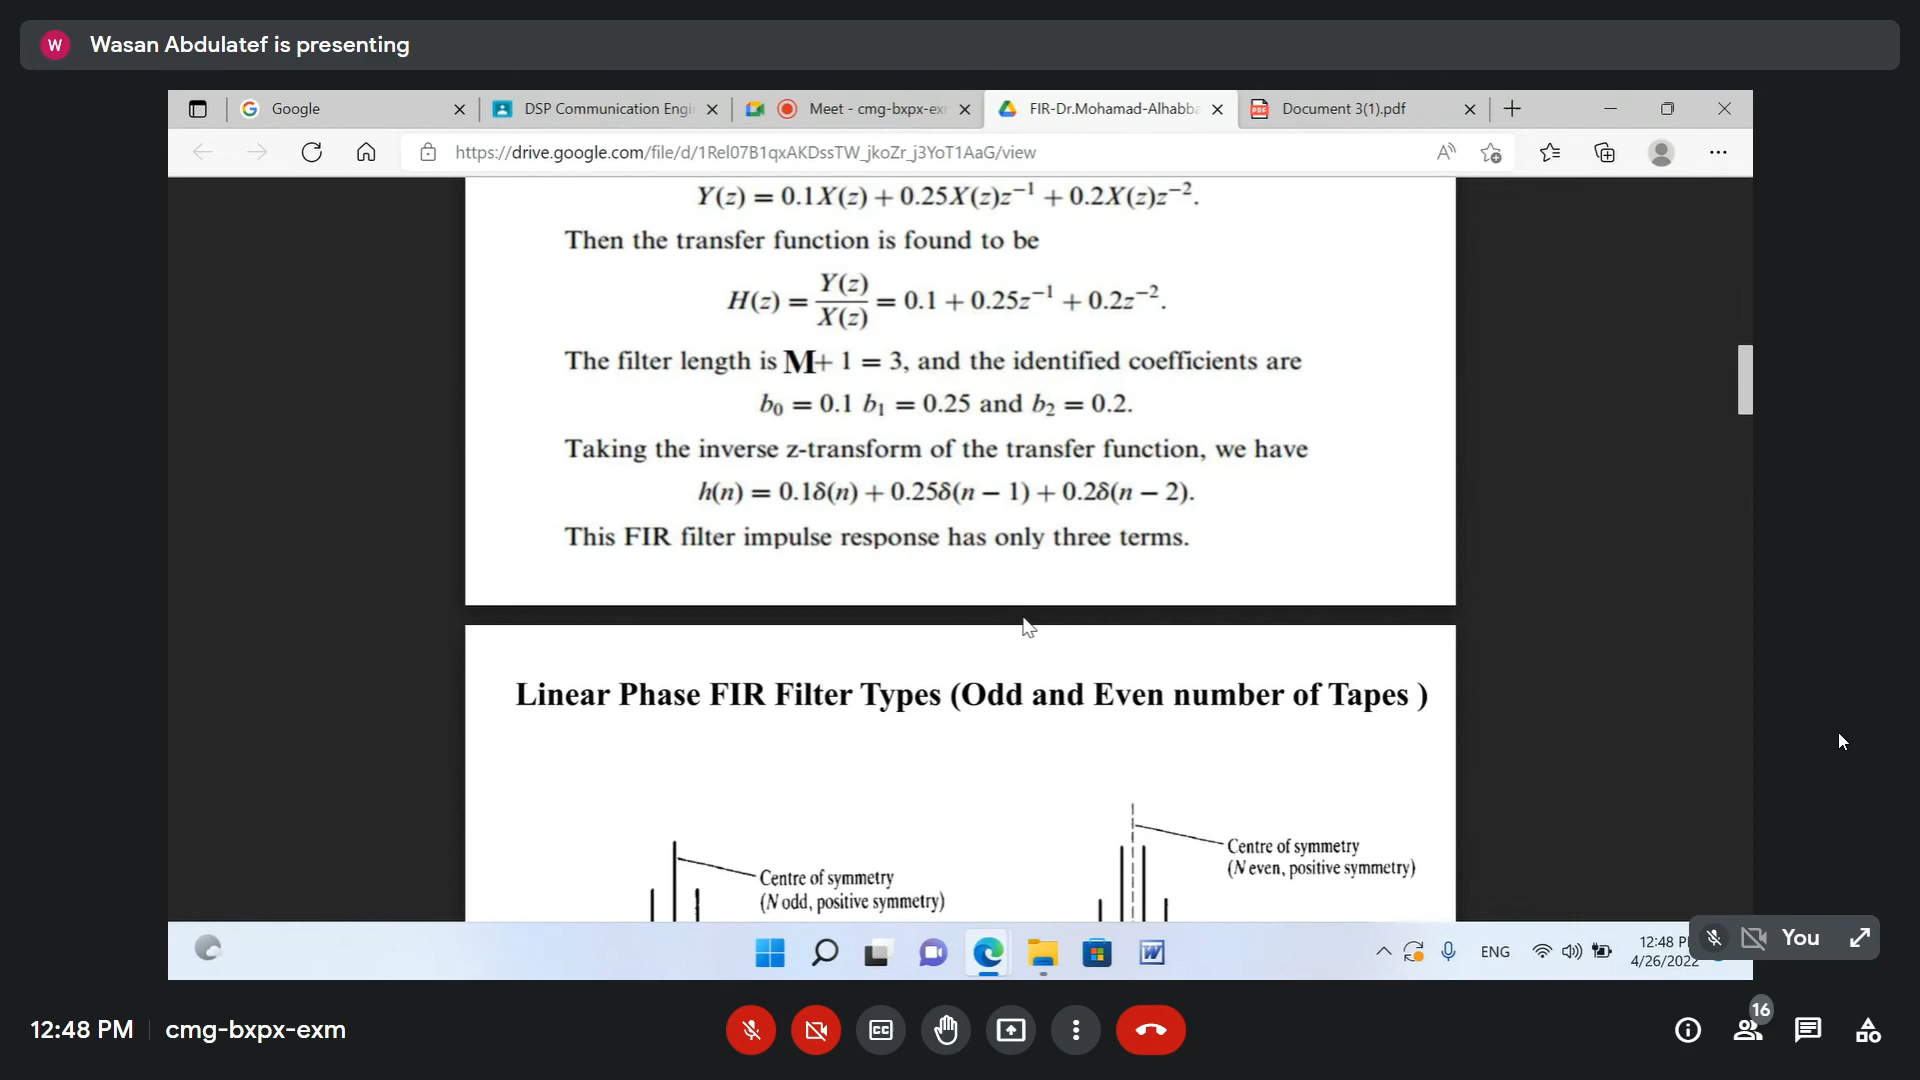 W Wasan Abdulatef is presenting
Google
DSP Communication Engi
Meet - cmg-bxpx-ex
FIR-Dr.Mohamad-Alhabba
Document 3(1).pdf
https://drive.google.com/file/d/1Rel07B1qxAKDssTW_jkoZr_j3YoT1AaG/view
Y(z) = 0.1X(z) + 0.25X(z)z⁻¹ + 0.2X(z)z⁻².
Then the transfer function is found to be
H(z) = Y(z)/X(z) = 0.1 + 0.25z⁻¹ + 0.2z⁻².
The filter length is M+ 1 = 3, and the identified coefficients are
b₀ = 0.1 b₁ = 0.25 and b₂ = 0.2.
Taking the inverse z-transform of the transfer function, we have
h(n) = 0.1δ(n) + 0.25δ(n − 1) + 0.2δ(n − 2).
This FIR filter impulse response has only three terms.
Linear Phase FIR Filter Types (Odd and Even number of Tapes )
Centre of symmetry
(N even, positive symmetry)
Centre of symmetry
(N odd, positive symmetry)
ENG
12:48 P
4/26/2022
You
12:48 PM
cmg-bxpx-exm
16